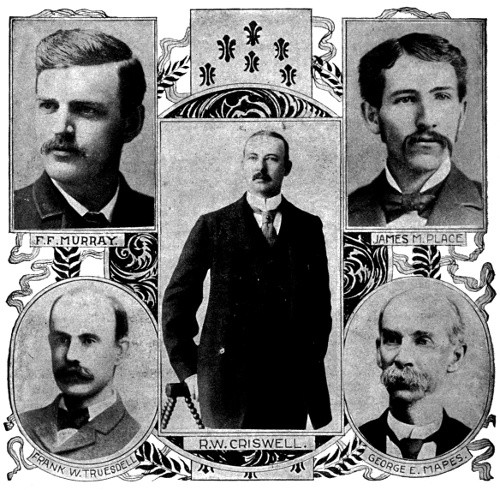 F.F. MURRAY.
JAMES M. PLACE
R.W. CRISWELL.
FRANK W. TRUESDELL
GEORGE E. MAPES.